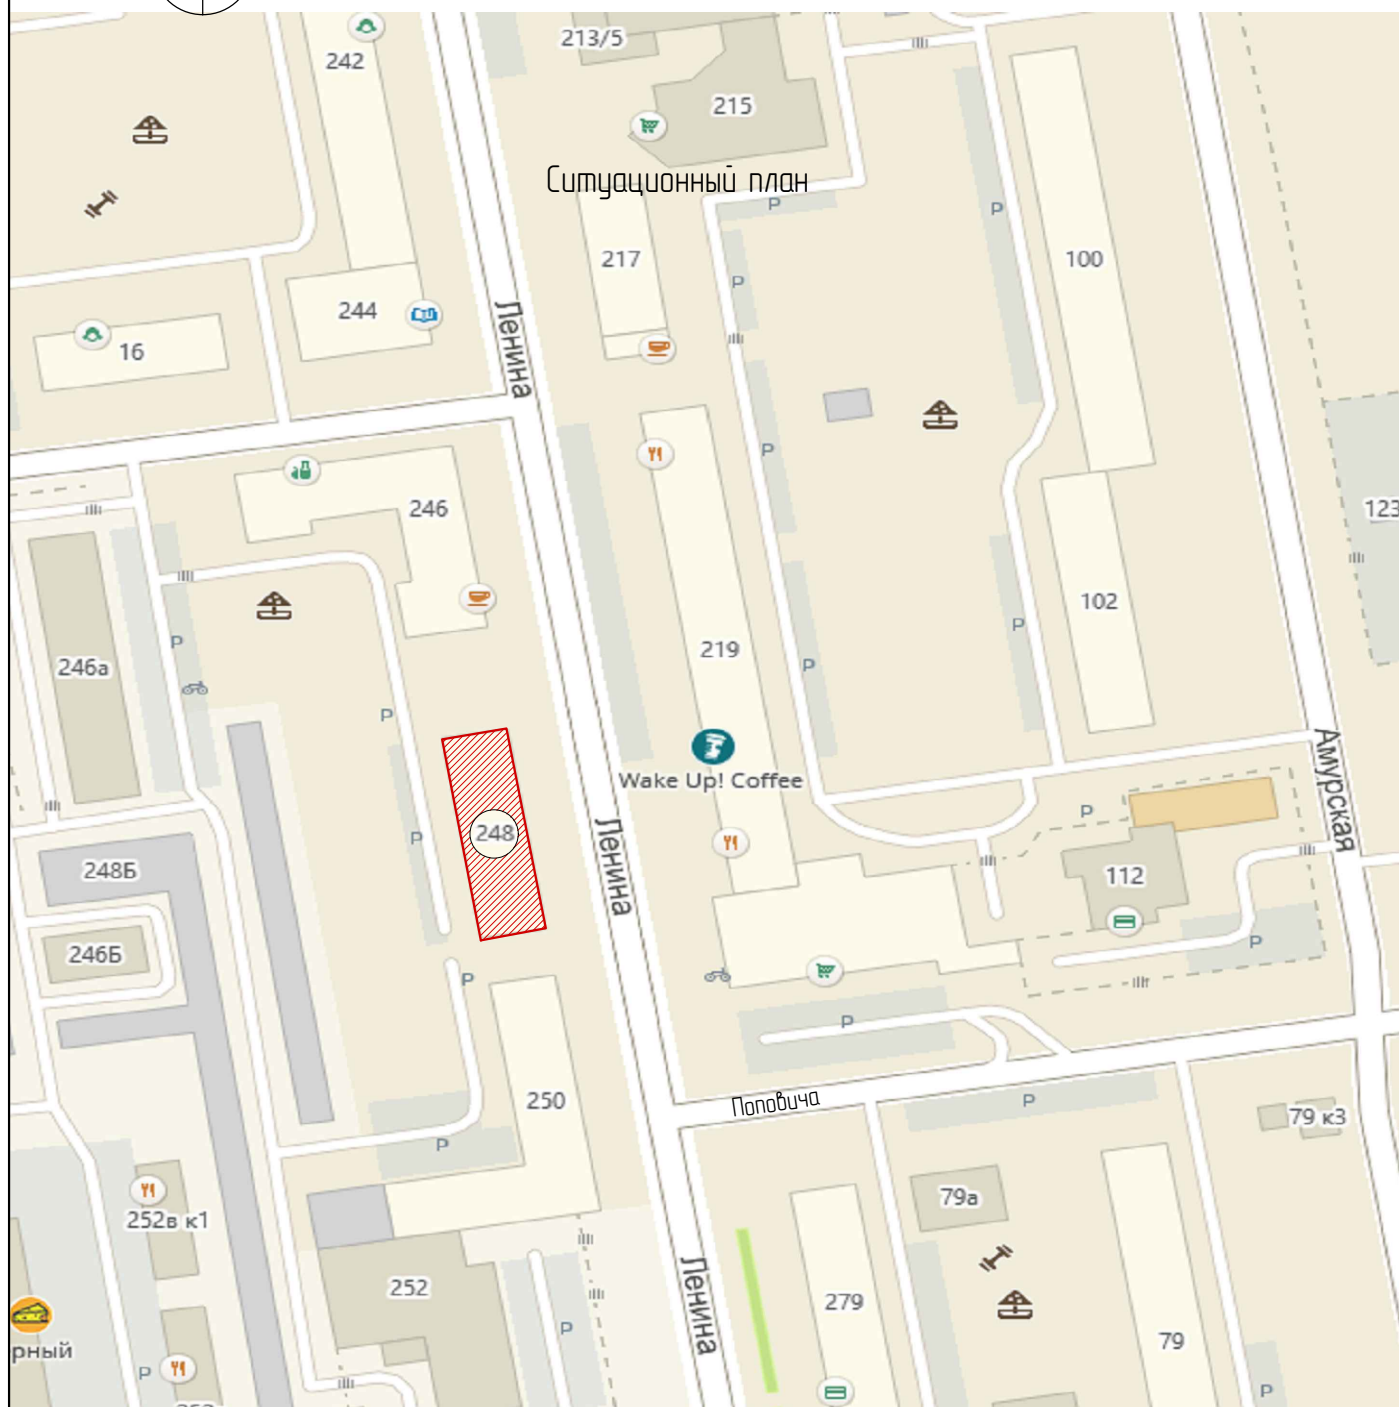 213/5
242
215
Ситуационный план
P
P
217
100
P
244
Ленина
16
P
246
123
P
102
P
219
246а
P
P
Wake Up! Coffee
Амурская
P
248
P
Ленина
248Б
112
P
246Б
P
P
250
Поповича
P
79 к3
P
79а
252в к1
252
Ленина
279
P
79
рный
P
P